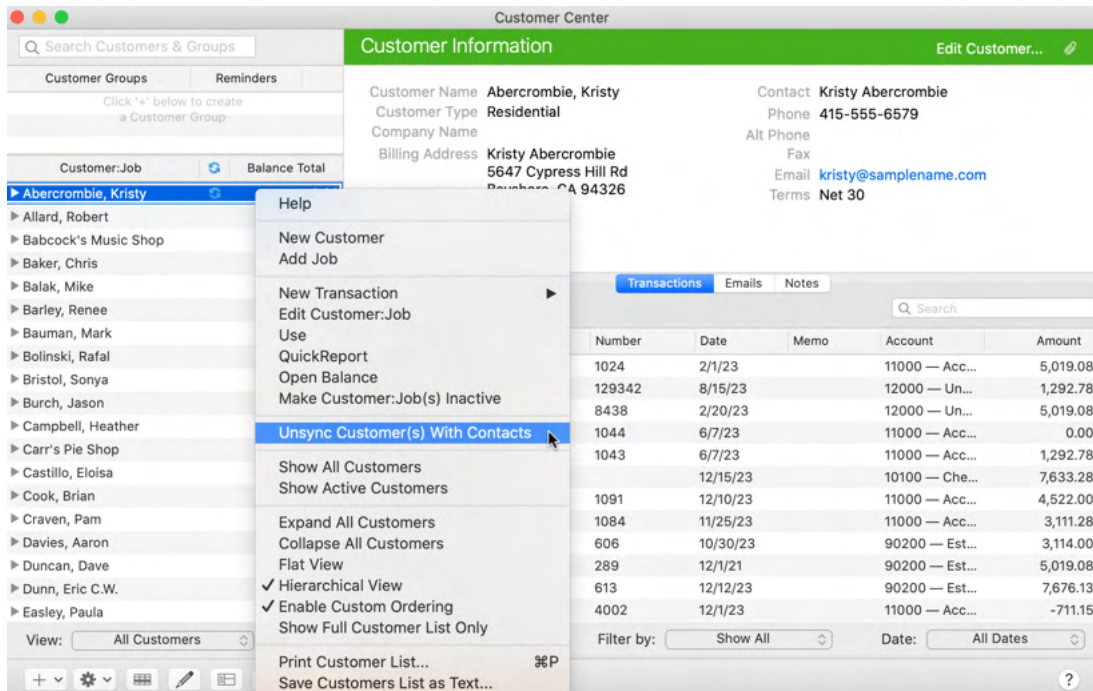 Customer Center
Search Customers & Groups
Customer Groups Reminders
Click '+' below to create
a Customer Group
Customer:Job Balance Total
Abercrombie, Kristy
Allard, Robert
Babcock's Music Shop
Baker, Chris
Balak, Mike
Barley, Renee
Bauman, Mark
Bolinski, Rafal
Bristol, Sonya
Burch, Jason
Campbell, Heather
Carr's Pie Shop
Castillo, Eloisa
Cook, Brian
Craven, Pam
Davies, Aaron
Duncan, Dave
Dunn, Eric C.W.
Easley, Paula
View: All Customers
Customer Information Edit Customer...
Customer Name Abercrombie, Kristy
Customer Type Residential
Company Name
Billing Address Kristy Abercrombie
5647 Cypress Hill Rd
CA 94326
Contact Kristy Abercrombie
Phone 415-555-6579
Alt Phone
Fax
Email kristy@samplename.com
Terms Net 30
Help
New Customer
Add Job
New Transaction
Edit Customer:Job
Use
QuickReport
Open Balance
Make Customer:Job(s) Inactive
Unsync Customer(s) With Contacts
Show All Customers
Show Active Customers
Expand All Customers
Collapse All Customers
Flat View
✓ Hierarchical View
✓ Enable Custom Ordering
Show Full Customer List Only
Print Customer List... ⌘P
Save Customers List as Text...
Transactions Emails Notes
Search
Number Date Memo Account Amount
1024 2/1/23 11000 — Acc... 5,019.08
129342 8/15/23 12000 — Un... 1,292.78
8438 2/20/23 12000 — Un... 5,019.08
1044 6/7/23 11000 — Acc... 0.00
1043 6/7/23 11000 — Acc... 1,292.78
12/15/23 10100 — Che... 7,633.28
1091 12/10/23 11000 — Acc... 4,522.00
1084 11/25/23 11000 — Acc... 3,111.28
606 10/30/23 90200 — Est... 3,114.00
289 12/1/21 90200 — Est... 5,019.08
613 12/12/23 90200 — Est... 7,676.13
4002 12/1/23 11000 — Acc... -711.15
Filter by: Show All Date: All Dates
?